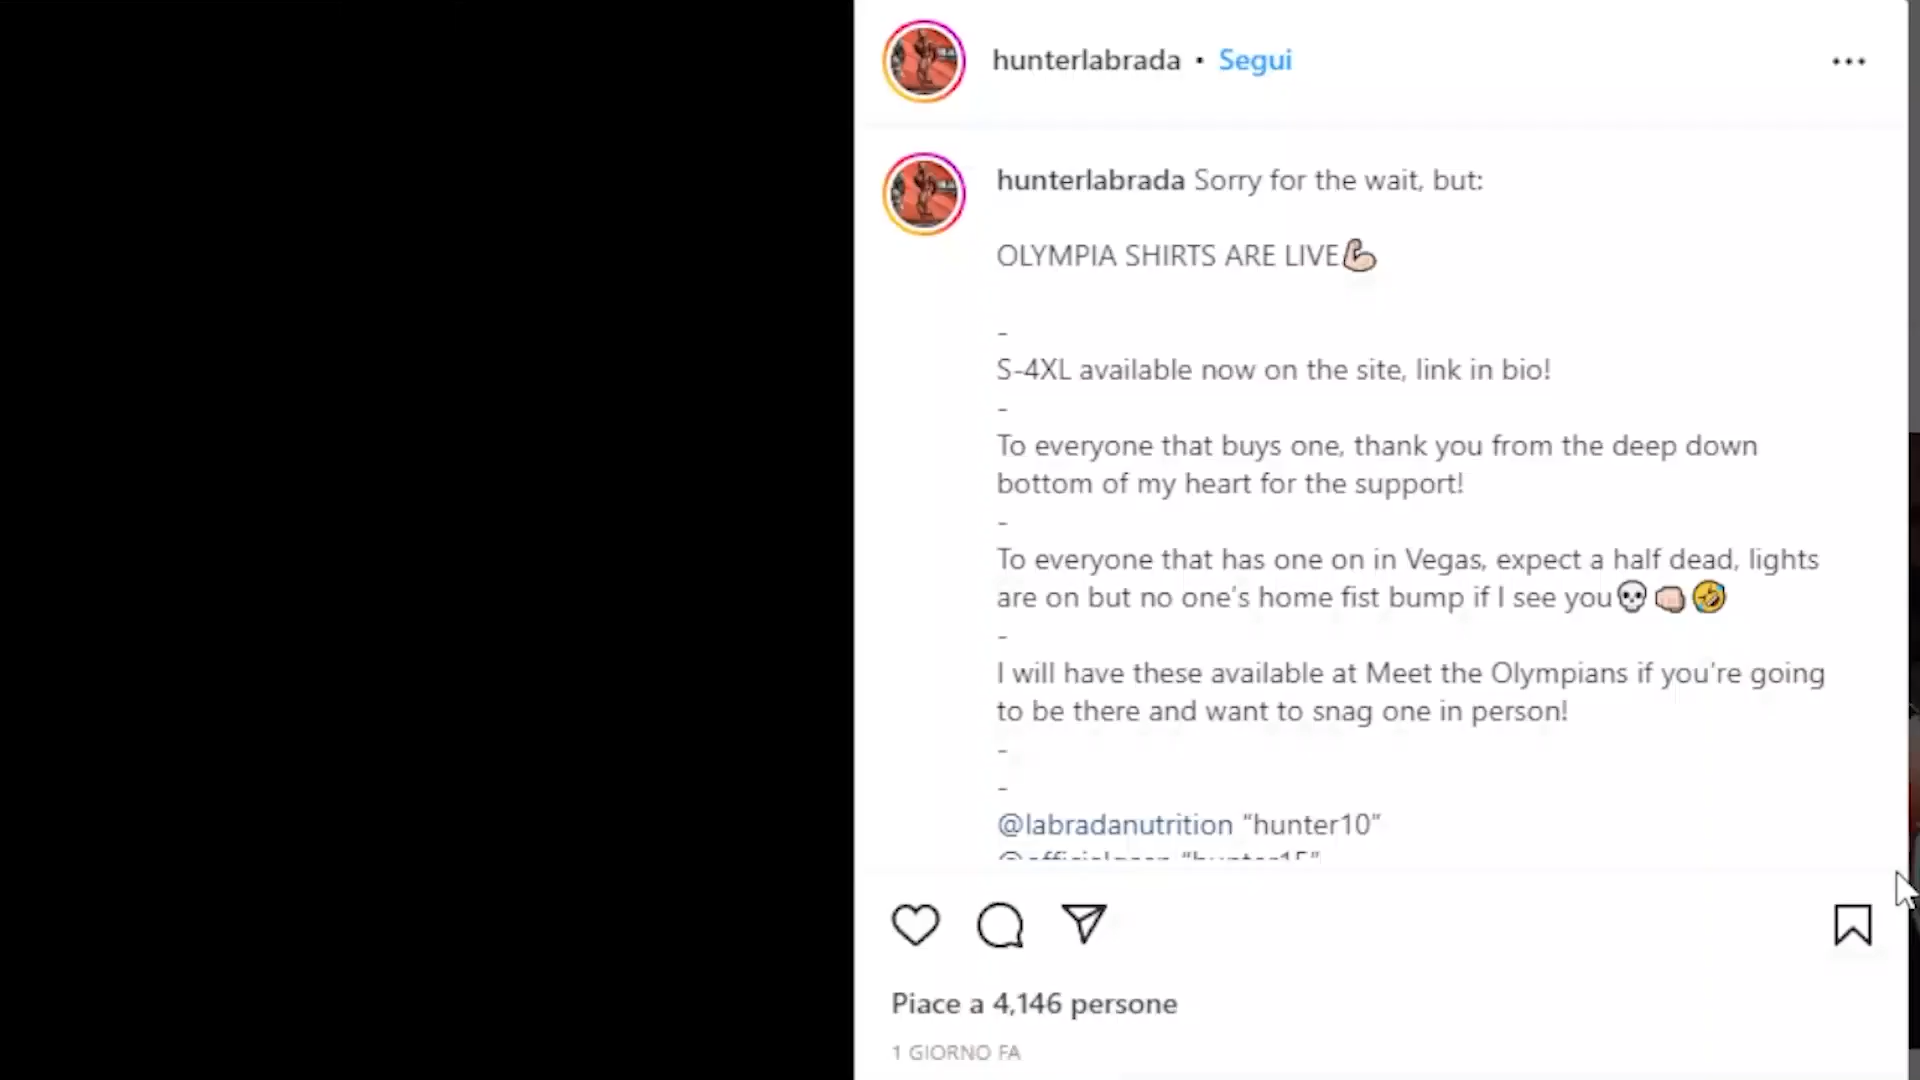 hunterlabrada • Segui
hunterlabrada Sorry for the wait, but:
OLYMPIA SHIRTS ARE LIVE💪🏻
-
S-4XL available now on the site, link in bio!
-
To everyone that buys one, thank you from the deep down
bottom of my heart for the support!
-
To everyone that has one on in Vegas, expect a half dead, lights
are on but no one's home fist bump if I see you💀👊🏻🤣
-
I will have these available at Meet the Olympians if you're going
to be there and want to snag one in person!
-
-
@labradanutrition “hunter10”
Piace a 4,146 persone
1 GIORNO FA